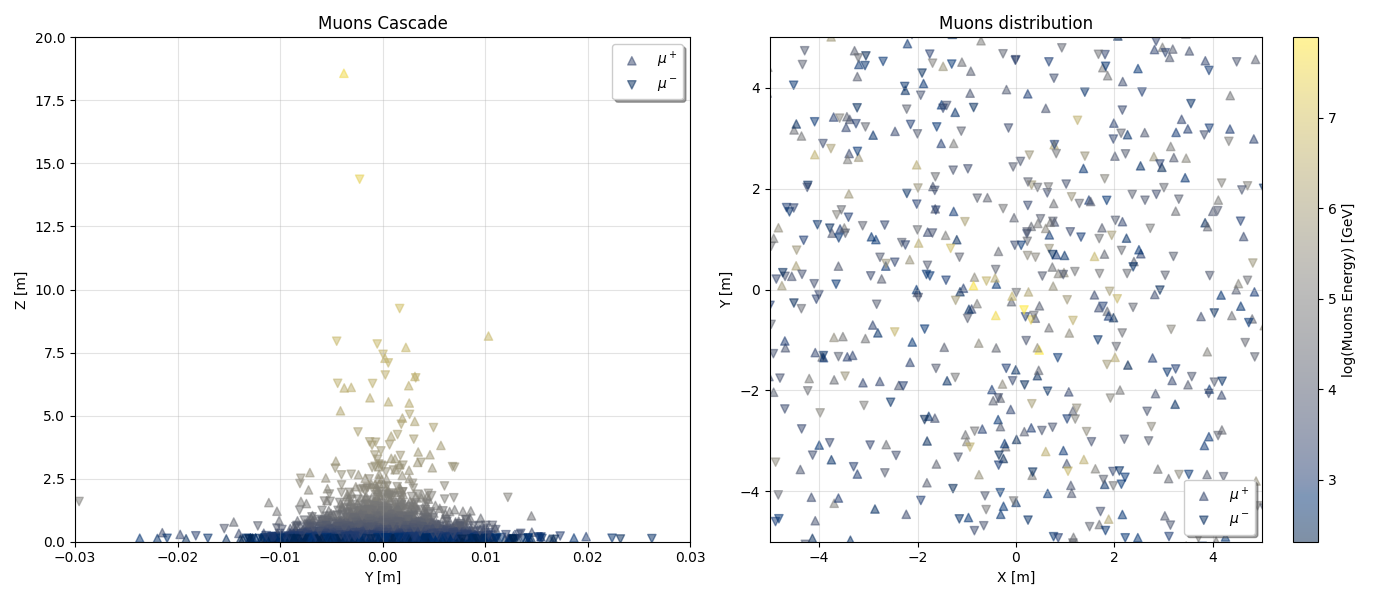 Muons Cascade
20.0
17.5
15.0
12.5
10.0
7.5
5.0
2.5
0.0
Z [m]
μ+
μ−
−0.03
−0.02
−0.01
0.00
0.01
0.02
0.03
Y [m]
Muons distribution
4
2
0
−2
−4
Y [m]
μ+
μ−
−4
−2
0
2
4
X [m]
7
6
5
4
3
log(Muons Energy) [GeV]